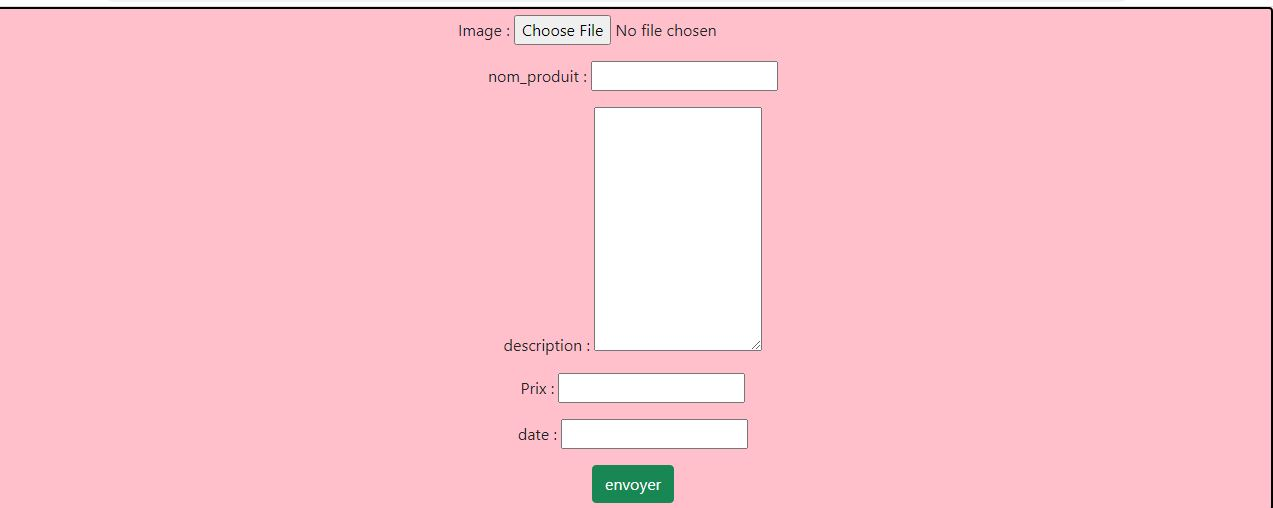 Image : Choose File No file chosen
nom_produit :
description :
Prix :
date :
envoyer